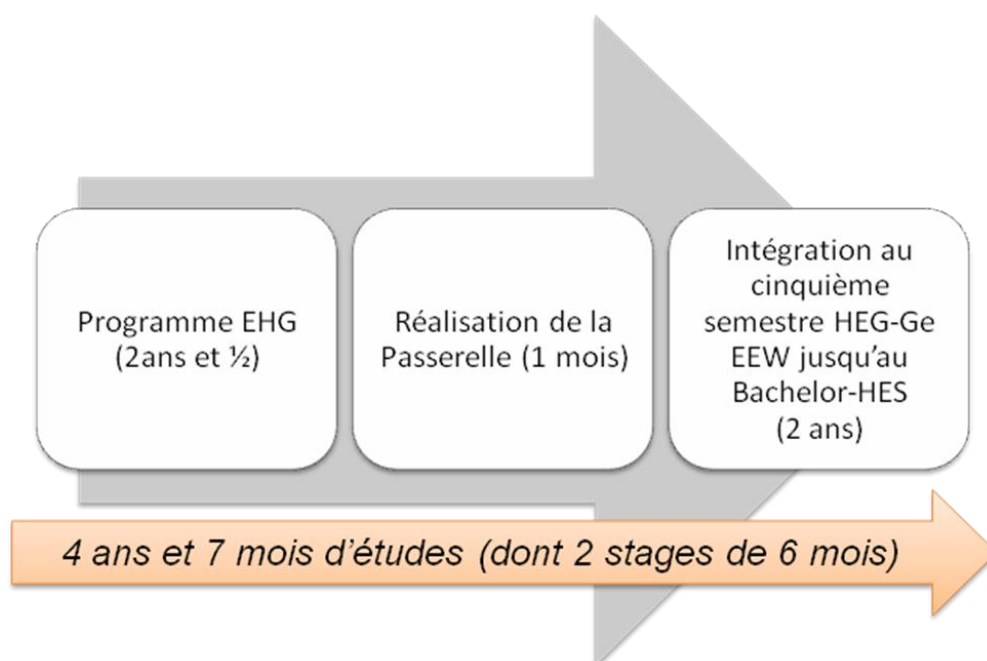 Programme EHG
(2ans et ½)
Réalisation de la
Passerelle (1 mois)
Intégration au
cinquième
semestre HEG-Ge
EEW jusqu’au
Bachelor-HES
(2 ans)
4 ans et 7 mois d’études (dont 2 stages de 6 mois)